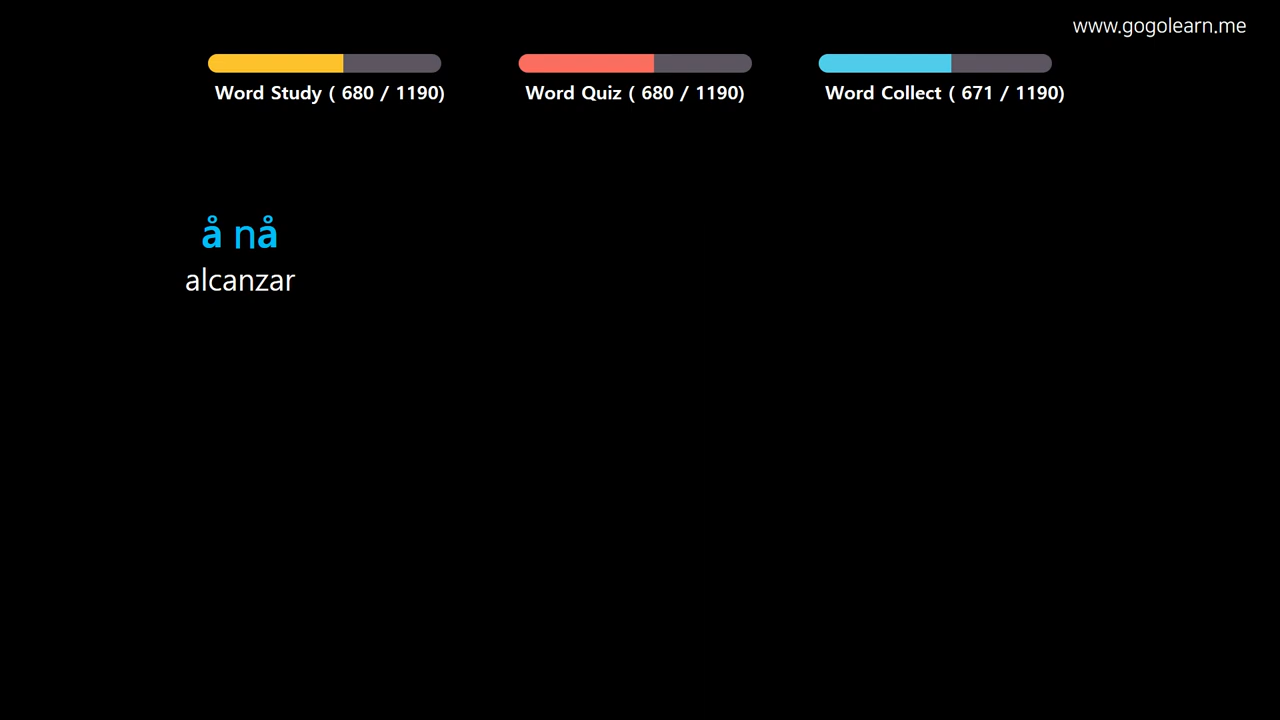 www.gogolearn.me
Word Study ( 680 / 1190)
Word Quiz ( 680 / 1190)
Word Collect ( 671 / 1190)
å nå
alcanzar